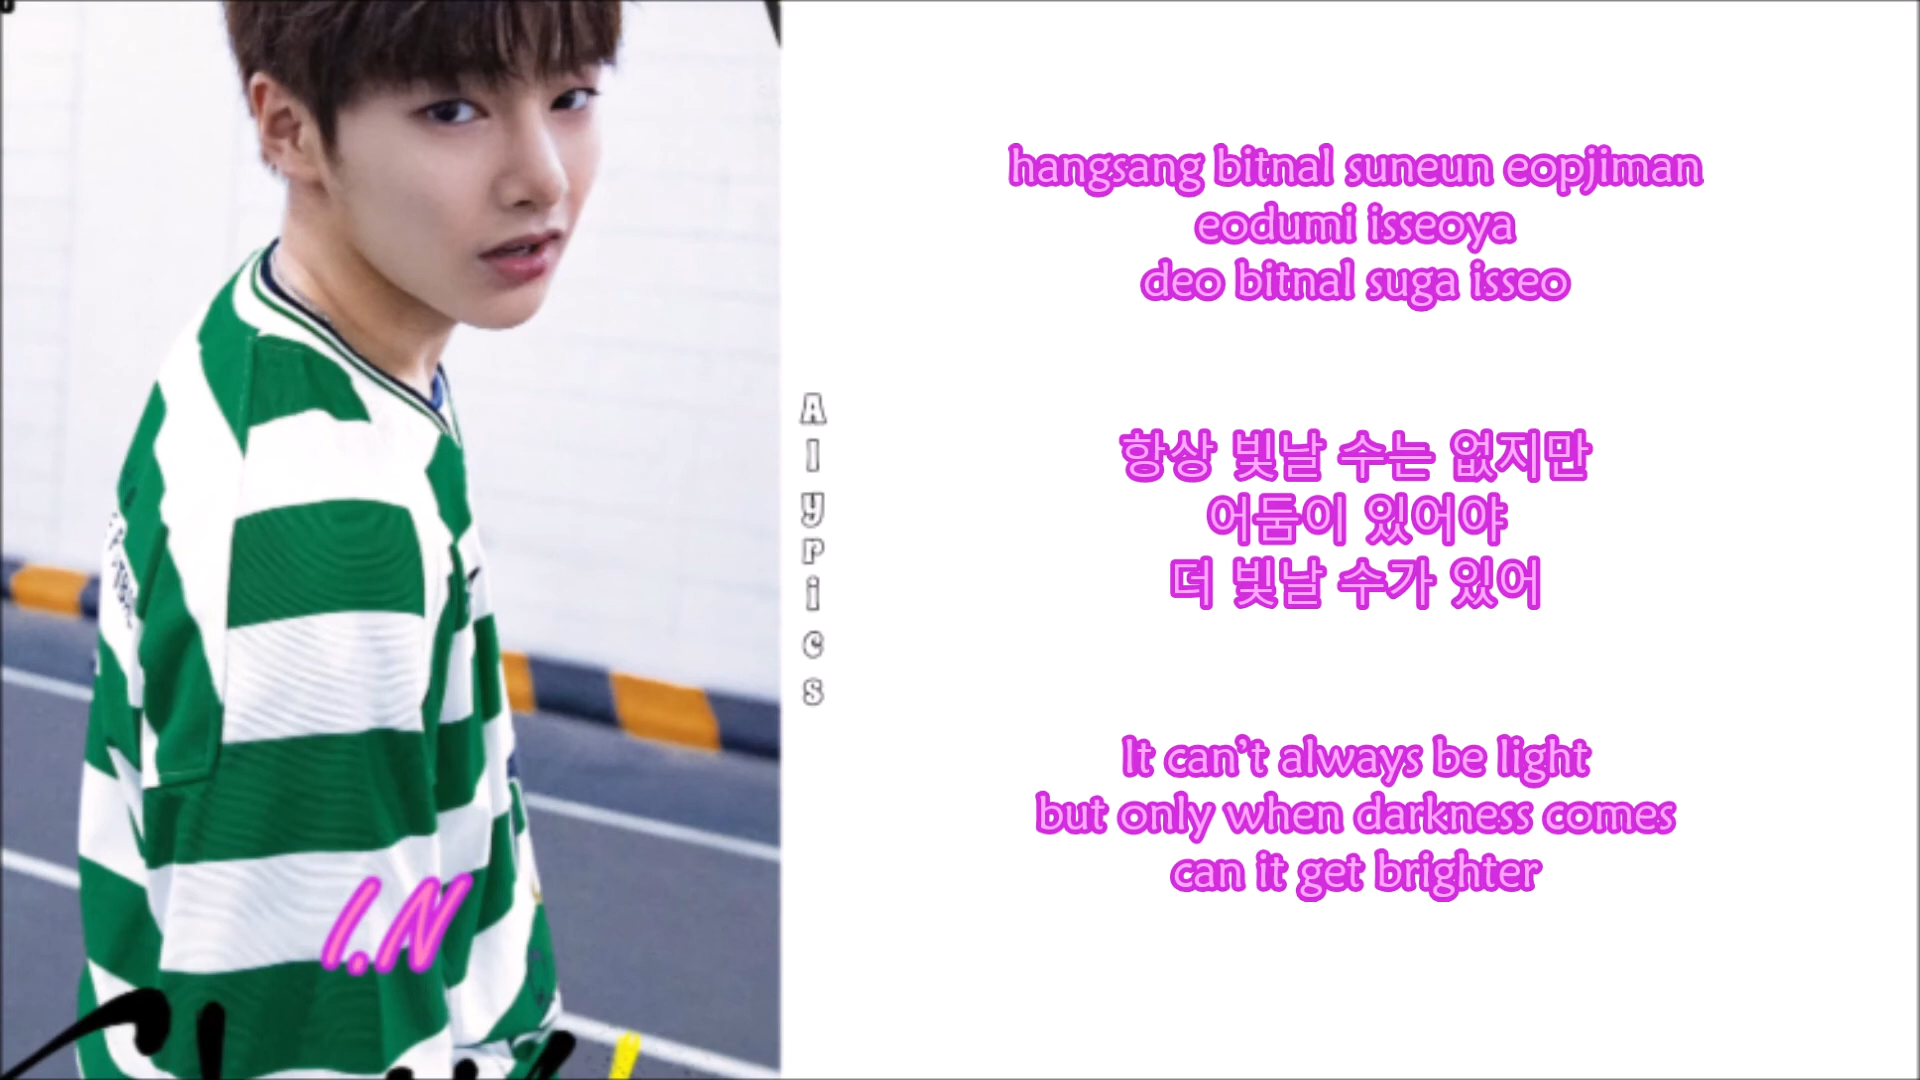 hangsang bitnal suneun eopjiman
eodumi isseoya
deo bitnal suga isseo
항상 빛날 수는 없지만
어둠이 있어야
더 빛날 수가 있어
It can't always be light
but only when darkness comes
can it get brighter
Alypics
I.N